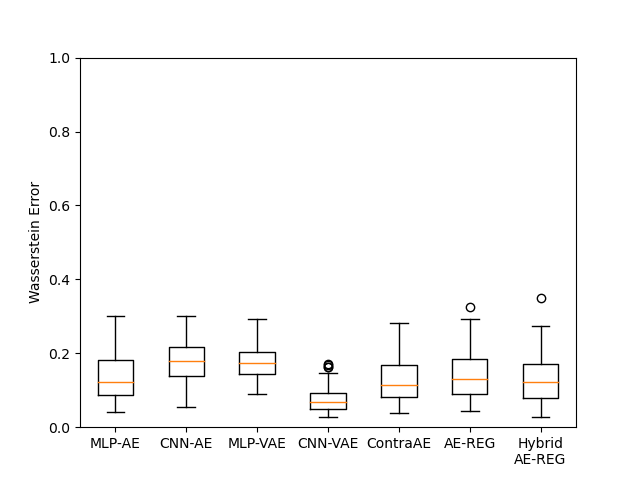 1.0
0.8
0.6
0.4
0.2
0.0
Wasserstein Error
MLP-AE CNN-AE MLP-VAE CNN-VAE ContraAE AE-REG Hybrid
AE-REG